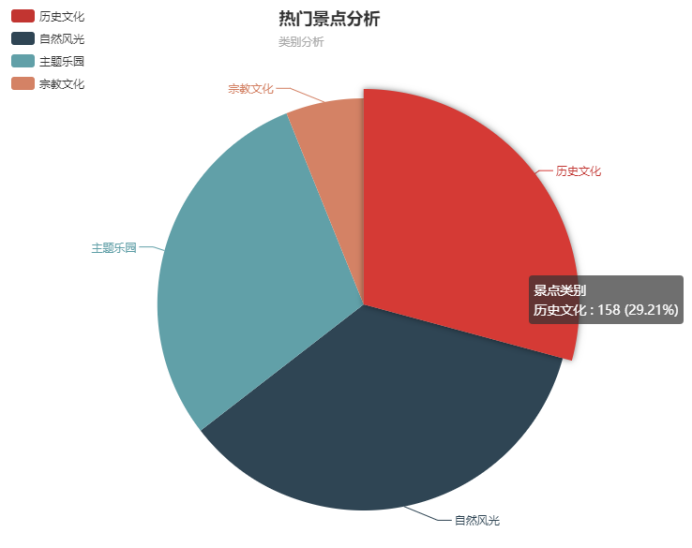 历史文化
自然风光
主题乐园
宗教文化
热门景点分析
类别分析
宗教文化
历史文化
主题乐园
景点类别
历史文化 : 158 (29.21%)
自然风光